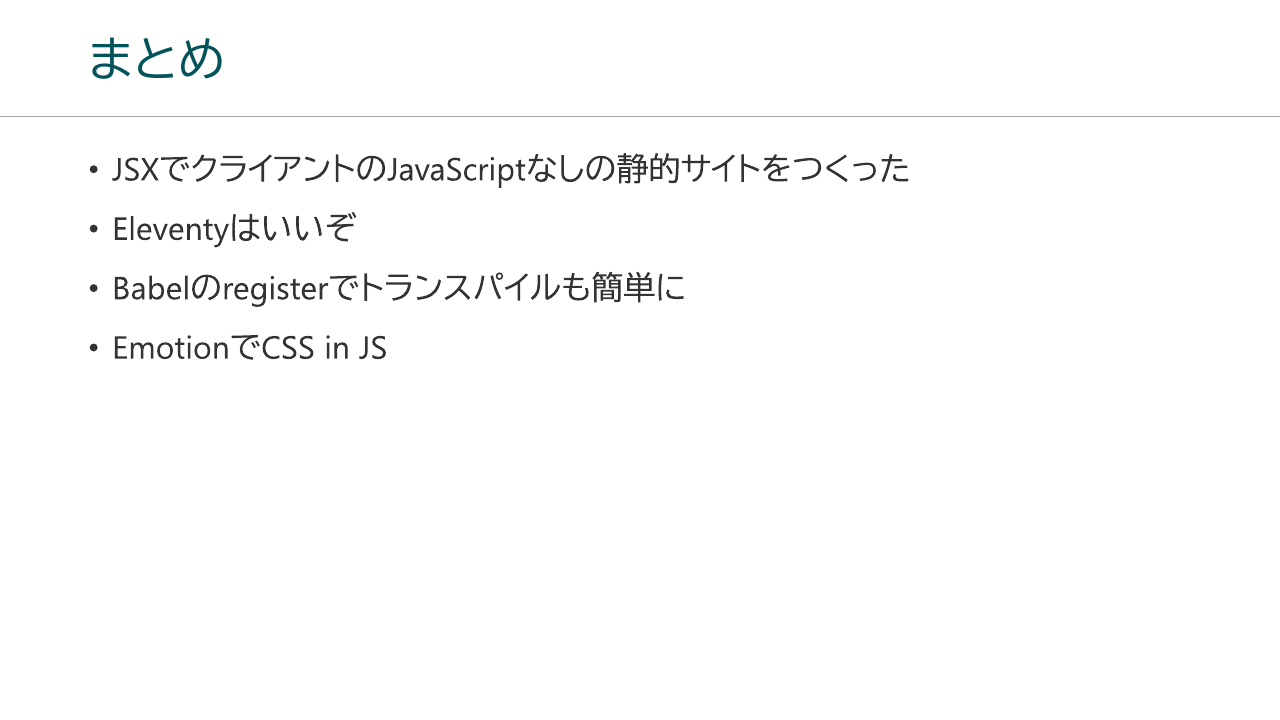 まとめ
• JSXでクライアントのJavaScriptなしの静的サイトをつくった
• Eleventyはいいぞ
• Babelのregisterでトランスパイルも簡単に
• EmotionでCSS in JS